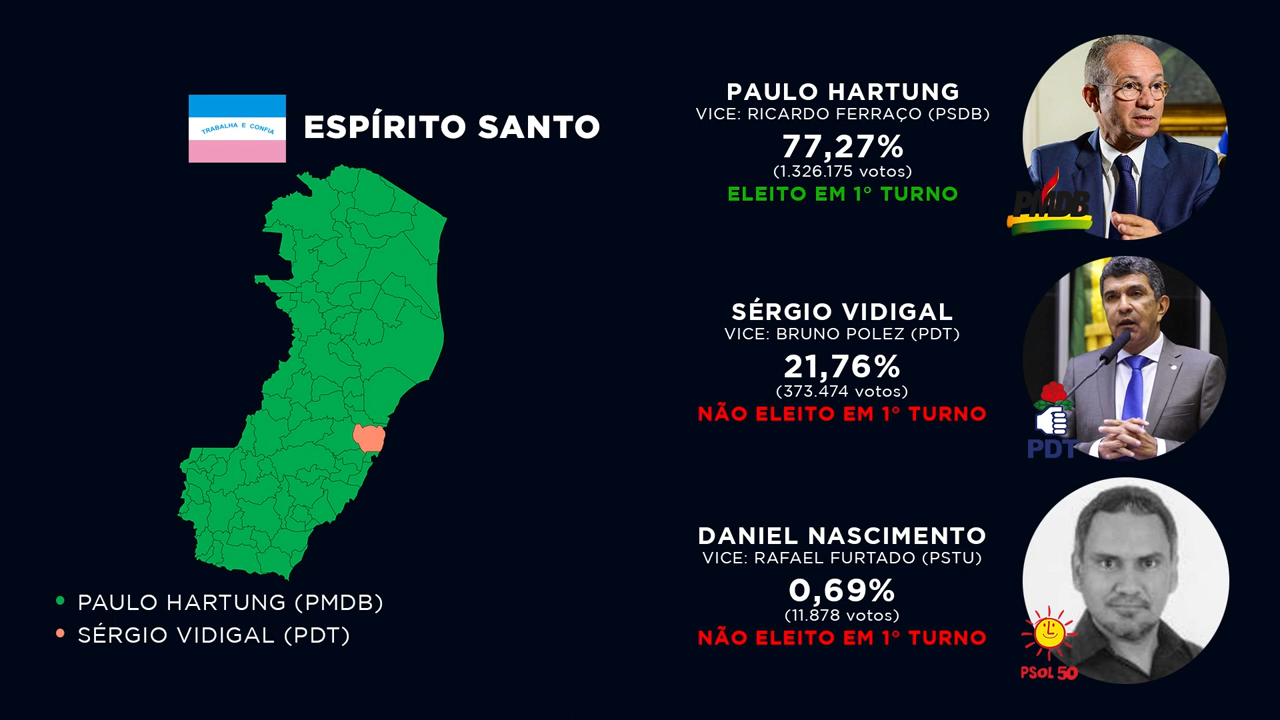 TRABALHA E CONFIA
ESPÍRITO SANTO
PAULO HARTUNG (PMDB)
SÉRGIO VIDIGAL (PDT)
PAULO HARTUNG
VICE: RICARDO FERRAÇO (PSDB)
77,27%
(1.326.175 votos)
ELEITO EM 1° TURNO
PMDB
SÉRGIO VIDIGAL
VICE: BRUNO POLEZ (PDT)
21,76%
(373.474 votos)
NÃO ELEITO EM 1° TURNO
PDT
DANIEL NASCIMENTO
VICE: RAFAEL FURTADO (PSTU)
0,69%
(11.878 votos)
NÃO ELEITO EM 1° TURNO
PSOL 50